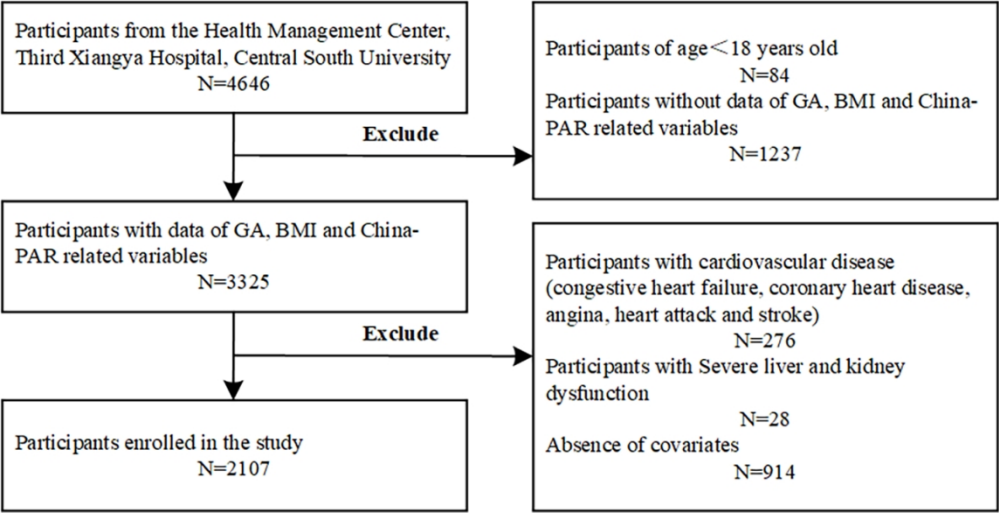 Participants from the Health Management Center,
Third Xiangya Hospital, Central South University
N=4646
Exclude
Participants of age＜18 years old
N=84
Participants without data of GA, BMI and China-
PAR related variables
N=1237
Participants with data of GA, BMI and China-
PAR related variables
N=3325
Exclude
Participants with cardiovascular disease
(congestive heart failure, coronary heart disease,
angina, heart attack and stroke)
N=276
Participants with Severe liver and kidney
dysfunction
N=28
Absence of covariates
N=914
Participants enrolled in the study
N=2107